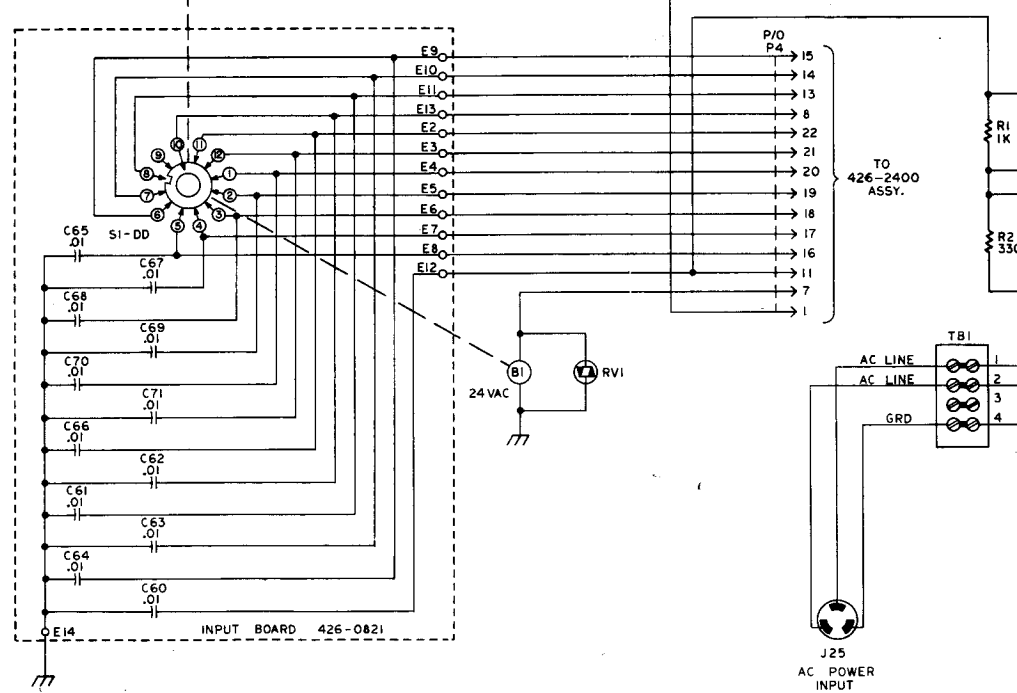 P/O
P4
E9
15
E10
14
E11
13
E13
8
E2
22
E3
21
E4
20
E5
19
E6
18
E7
17
E8
16
E12
11
7
1
TO
426-2400
ASSY.
R1
1K
R2
330
10
11
9
12
8
1
7
2
6
3
5
4
S1-DD
C65
.01
C67
.01
C68
.01
C69
.01
C70
.01
C71
.01
C66
.01
C62
.01
C61
.01
C63
.01
C64
.01
C60
.01
E14
INPUT BOARD 426-0821
B1
24 VAC
RV1
TB1
AC LINE
1
AC LINE
2
3
GRD
4
J25
AC POWER
INPUT